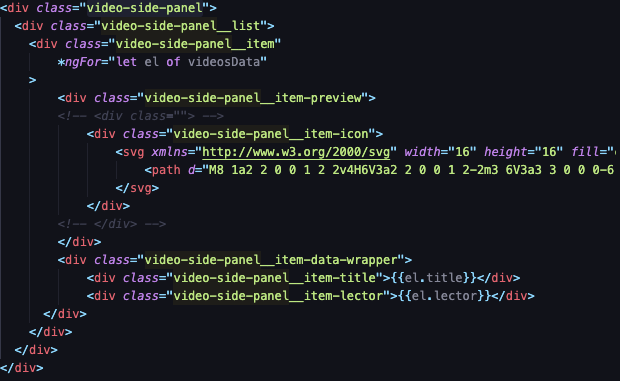 <div class="video-side-panel">
<div class="video-side-panel__list">
<div class="video-side-panel__item"
*ngFor="let el of videosData"
>
<div class="video-side-panel__item-preview">
<!-- <div class=""> -->
<div class="video-side-panel__item-icon">
<svg xmlns="http://www.w3.org/2000/svg" width="16" height="16" fill="
<path d="M8 1a2 2 0 0 1 2 2v4H6V3a2 2 0 0 1 2-2m3 6V3a3 3 0 0 0-6
</svg>
</div>
<!-- </div> -->
</div>
<div class="video-side-panel__item-data-wrapper">
<div class="video-side-panel__item-title">{{el.title}}</div>
<div class="video-side-panel__item-lector">{{el.lector}}</div>
</div>
</div>
</div>
</div>